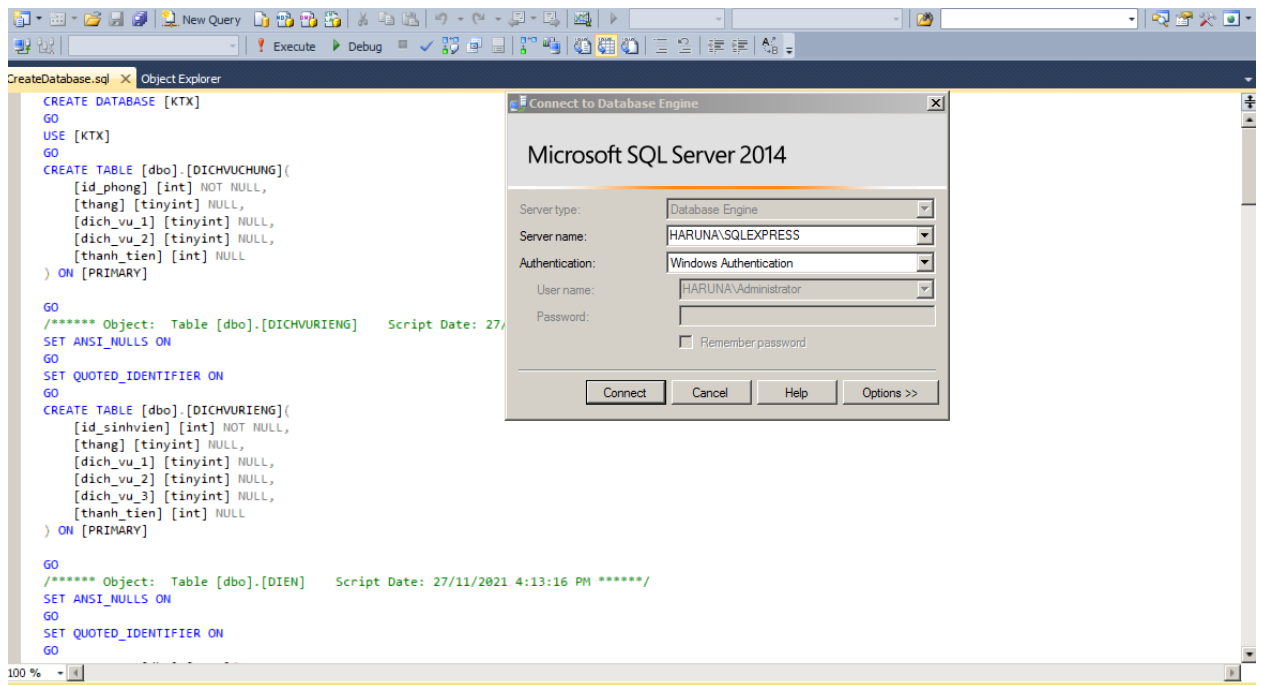 New Query
Execute
Debug
CreateDatabase.sql
Object Explorer
CREATE DATABASE [KTX]
GO
USE [KTX]
GO
CREATE TABLE [dbo].[DICHVUCHUNG](
[id_phong] [int] NOT NULL,
[thang] [tinyint] NULL,
[dich_vu_1] [tinyint] NULL,
[dich_vu_2] [tinyint] NULL,
[thanh_tien] [int] NULL
) ON [PRIMARY]
GO
/****** Object: Table [dbo].[DICHVURIENG] Script Date: 27/
SET ANSI_NULLS ON
GO
SET QUOTED_IDENTIFIER ON
GO
CREATE TABLE [dbo].[DICHVURIENG](
[id_sinhvien] [int] NOT NULL,
[thang] [tinyint] NULL,
[dich_vu_1] [tinyint] NULL,
[dich_vu_2] [tinyint] NULL,
[dich_vu_3] [tinyint] NULL,
[thanh_tien] [int] NULL
) ON [PRIMARY]
GO
/****** Object: Table [dbo].[DIEN] Script Date: 27/11/2021 4:13:16 PM ******/
SET ANSI_NULLS ON
GO
SET QUOTED_IDENTIFIER ON
GO
100 %
Connect to Database Engine
Microsoft SQL Server 2014
Server type: Database Engine
Server name: HARUNA\SQLEXPRESS
Authentication: Windows Authentication
User name: HARUNA\Administrator
Password:
Remember password
Connect Cancel Help Options >>